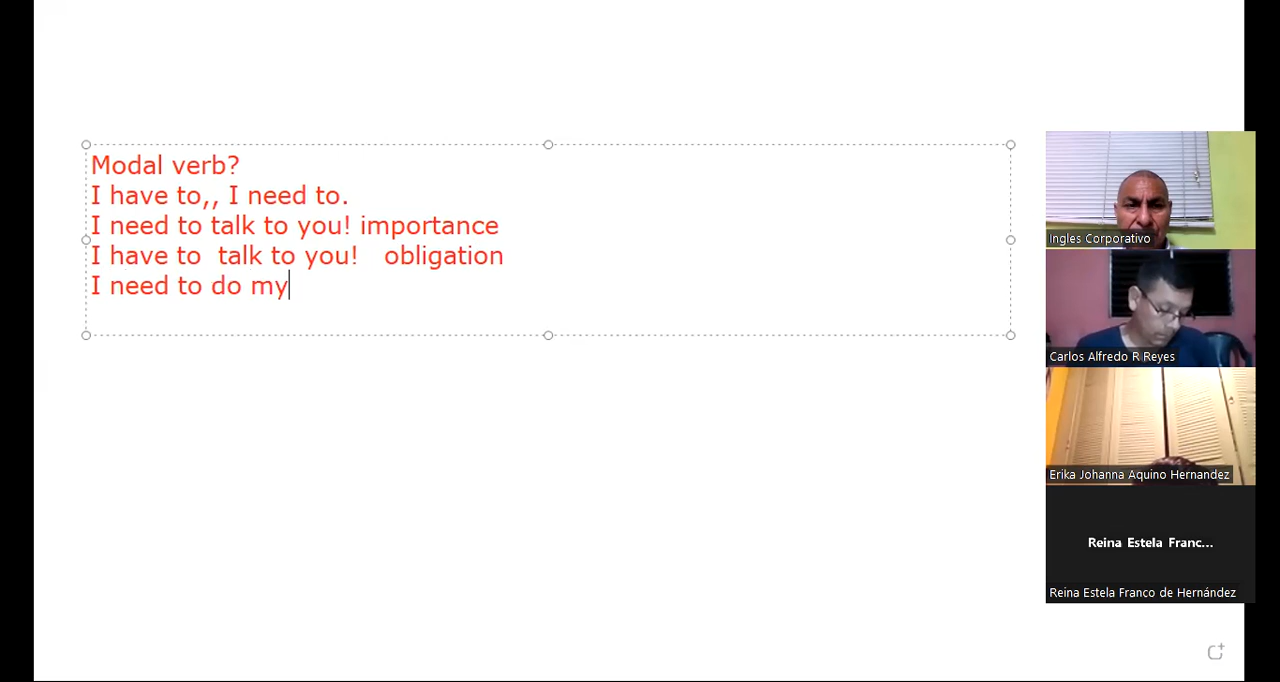 Modal verb?
I have to,, I need to.
I need to talk to you! importance
I have to  talk to you!   obligation
I need to do my
Ingles Corporativo
Carlos Alfredo R Reyes
Erika Johanna Aquino Hernandez
Reina Estela Franc...
Reina Estela Franco de Hernández